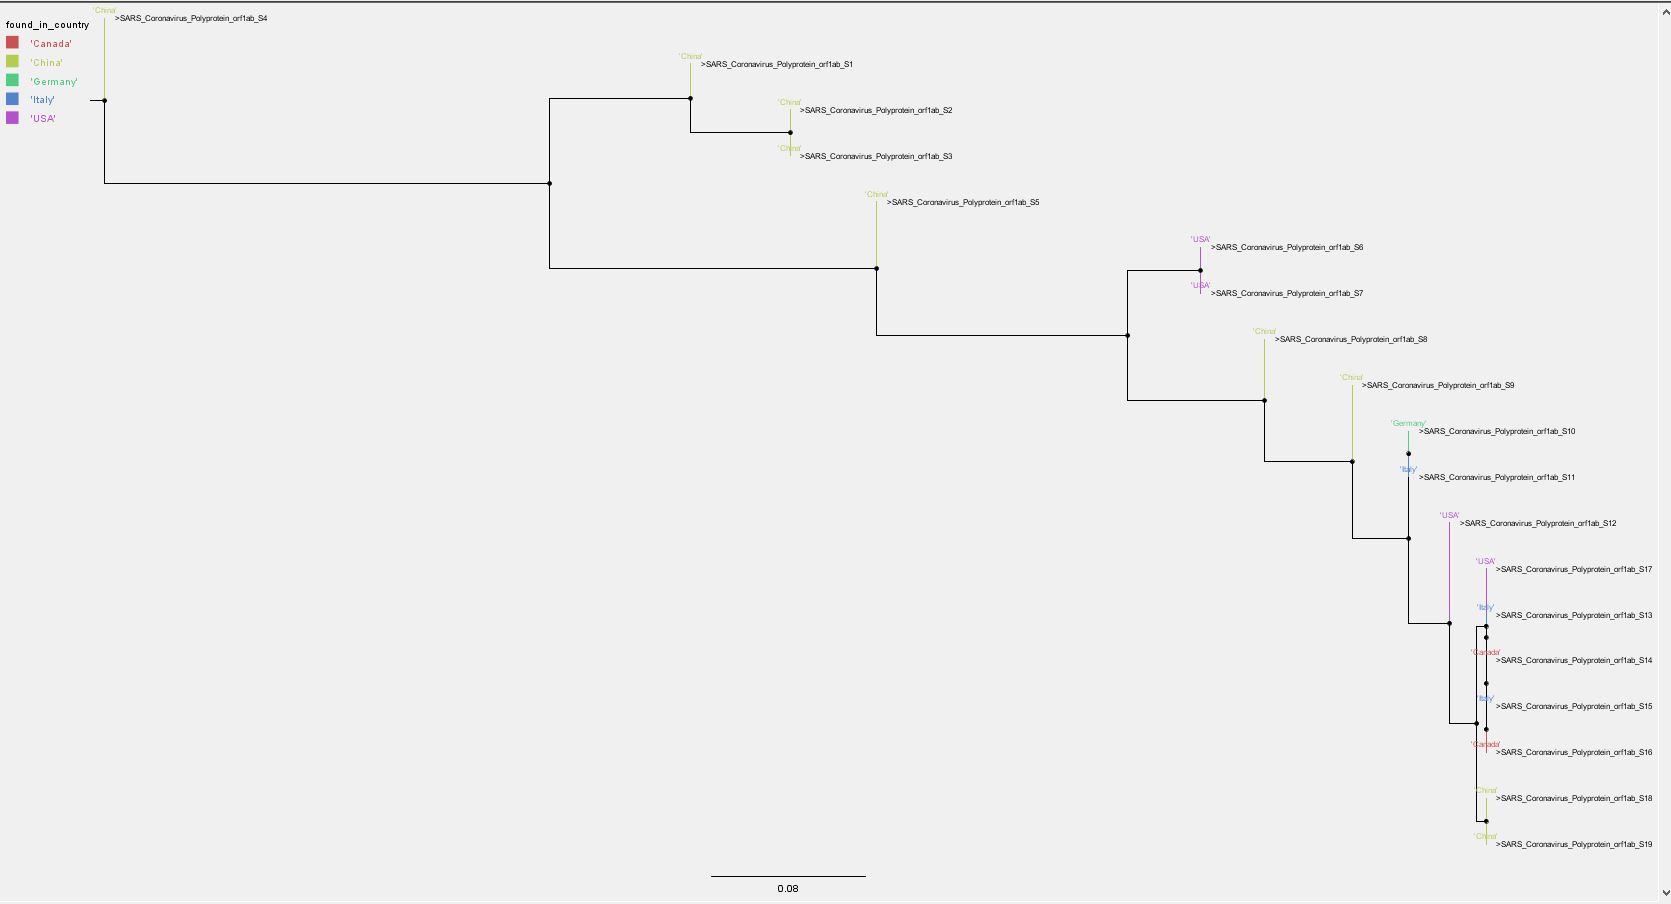 found_in_country
'Canada'
'China'
'Germany'
'Italy'
'USA'
'China'
>SARS_Coronavirus_Polyprotein_orf1ab_S4
'China'
>SARS_Coronavirus_Polyprotein_orf1ab_S1
'China'
>SARS_Coronavirus_Polyprotein_orf1ab_S2
'China'
>SARS_Coronavirus_Polyprotein_orf1ab_S3
'China'
>SARS_Coronavirus_Polyprotein_orf1ab_S5
'USA'
>SARS_Coronavirus_Polyprotein_orf1ab_S6
'USA'
>SARS_Coronavirus_Polyprotein_orf1ab_S7
'China'
>SARS_Coronavirus_Polyprotein_orf1ab_S8
'China'
>SARS_Coronavirus_Polyprotein_orf1ab_S9
'Germany'
>SARS_Coronavirus_Polyprotein_orf1ab_S10
'Italy'
>SARS_Coronavirus_Polyprotein_orf1ab_S11
'USA'
>SARS_Coronavirus_Polyprotein_orf1ab_S12
'USA'
>SARS_Coronavirus_Polyprotein_orf1ab_S17
'Italy'
>SARS_Coronavirus_Polyprotein_orf1ab_S13
'Canada'
>SARS_Coronavirus_Polyprotein_orf1ab_S14
'Italy'
>SARS_Coronavirus_Polyprotein_orf1ab_S15
'Canada'
>SARS_Coronavirus_Polyprotein_orf1ab_S16
'China'
>SARS_Coronavirus_Polyprotein_orf1ab_S18
'China'
>SARS_Coronavirus_Polyprotein_orf1ab_S19
0.08